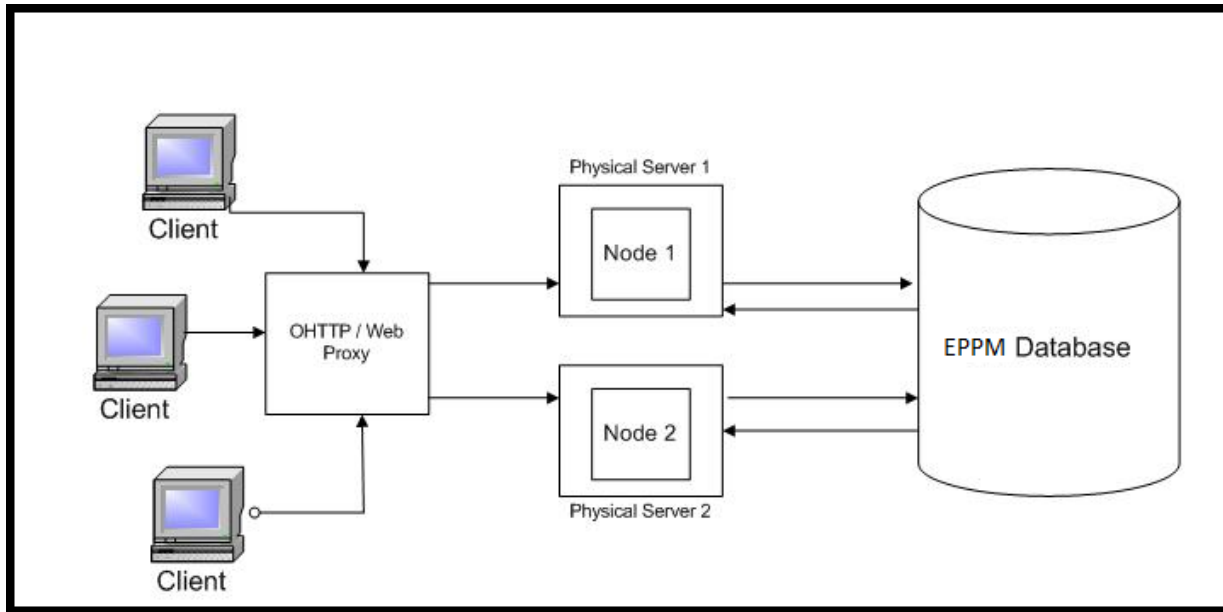 Client
Client
Client
OHTTP / Web
Proxy
Physical Server 1
Node 1
Node 2
Physical Server 2
EPPM Database